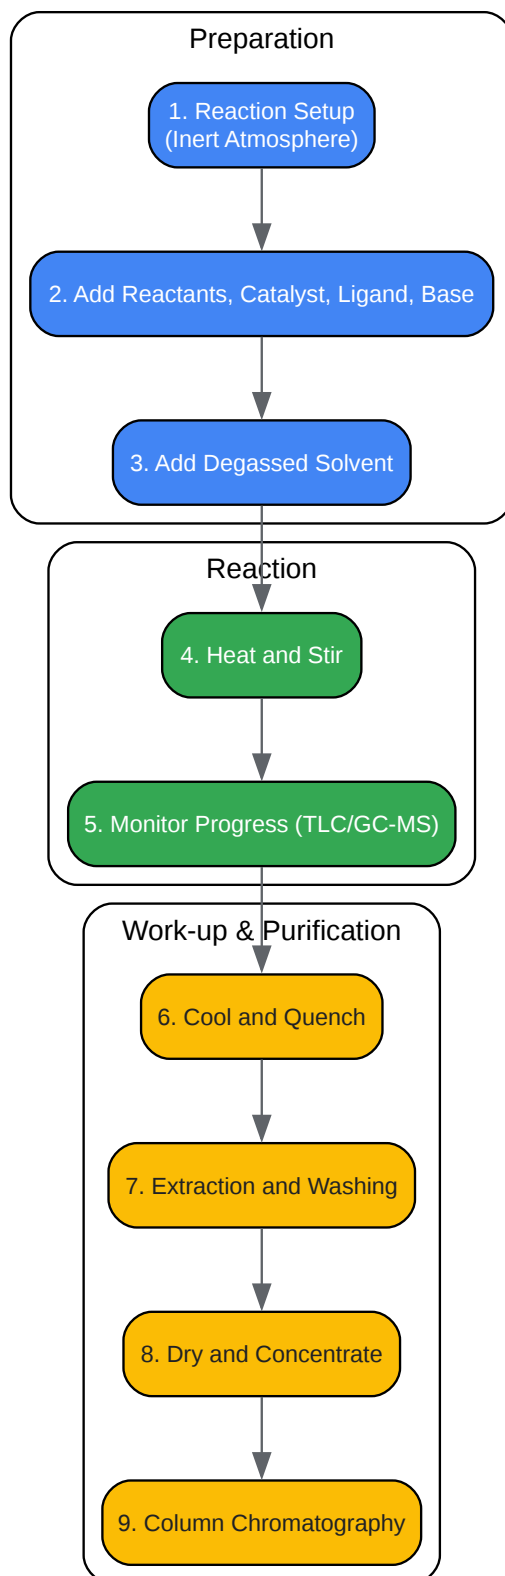 Preparation
1. Reaction Setup
(Inert Atmosphere)
2. Add Reactants, Catalyst, Ligand, Base
3. Add Degassed Solvent
Reaction
4. Heat and Stir
5. Monitor Progress (TLC/GC-MS)
Work-up & Purification
6. Cool and Quench
7. Extraction and Washing
8. Dry and Concentrate
9. Column Chromatography